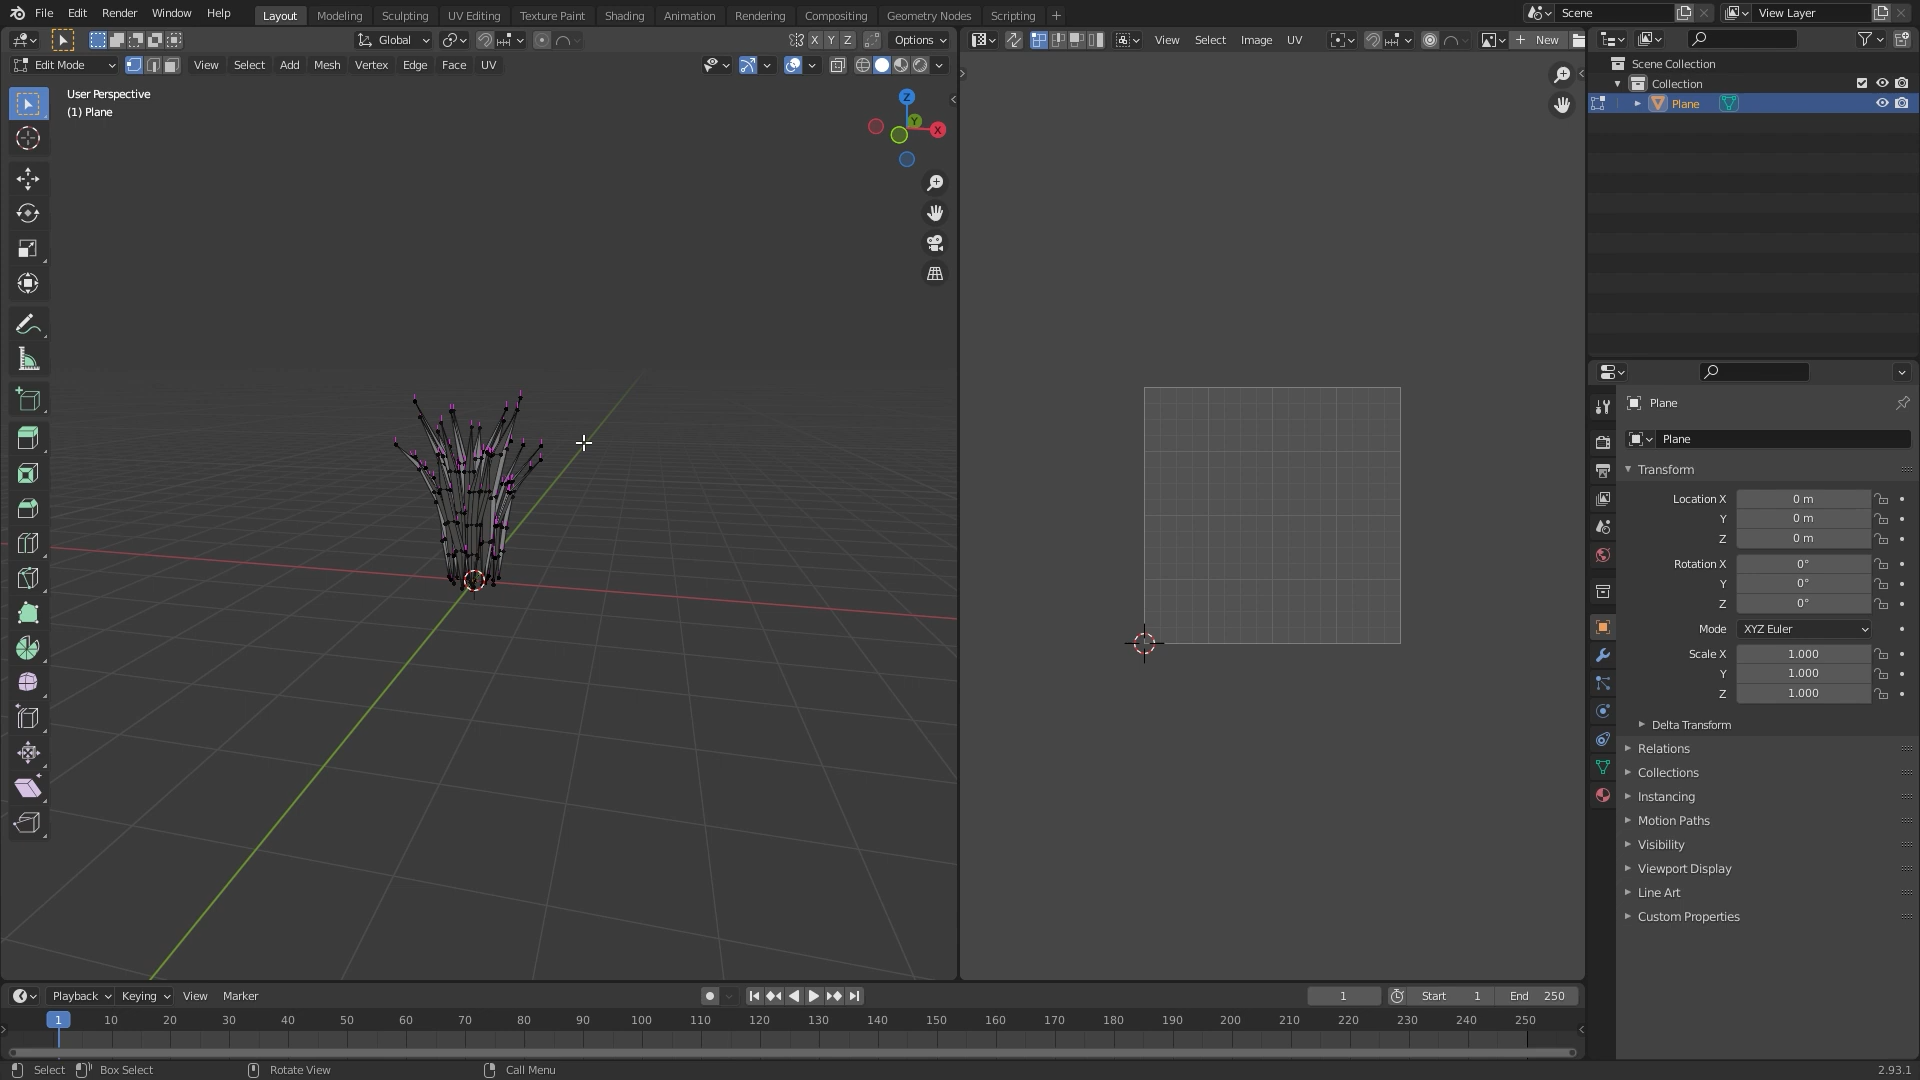 File Edit Render Window Help Layout Modeling Sculpting UV Editing Texture Paint Shading Animation Rendering Compositing Geometry Nodes Scripting + Scene View Layer
Global X Y Z Options View Select Image UV + New
Edit Mode View Select Add Mesh Vertex Edge Face UV
User Perspective
(1) Plane
Z
Y
X
Scene Collection
Collection
Plane
Plane
Plane
Transform
Location X 0 m
Y 0 m
Z 0 m
Rotation X 0°
Y 0°
Z 0°
Mode XYZ Euler
Scale X 1.000
Y 1.000
Z 1.000
Delta Transform
Relations
Collections
Instancing
Motion Paths
Visibility
Viewport Display
Line Art
Custom Properties
Playback Keying View Marker 1 Start 1 End 250
1 10 20 30 40 50 60 70 80 90 100 110 120 130 140 150 160 170 180 190 200 210 220 230 240 250
Select Box Select Rotate View Call Menu 2.93.1